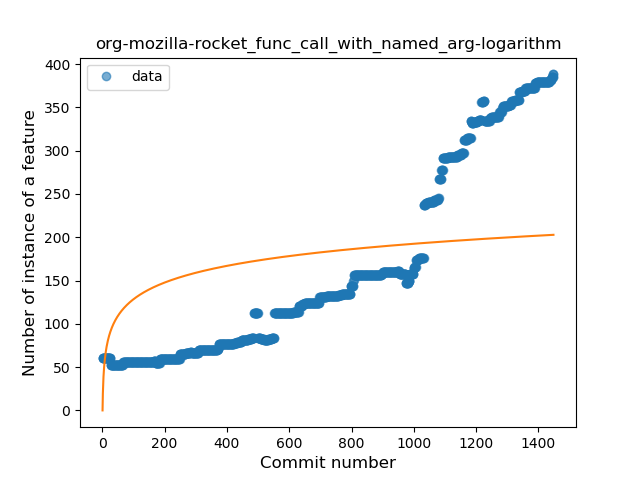 org-mozilla-rocket_func_call_with_named_arg-logarithm
data
Number of instance of a feature
400
350
300
250
200
150
100
50
0
0 200 400 600 800 1000 1200 1400
Commit number